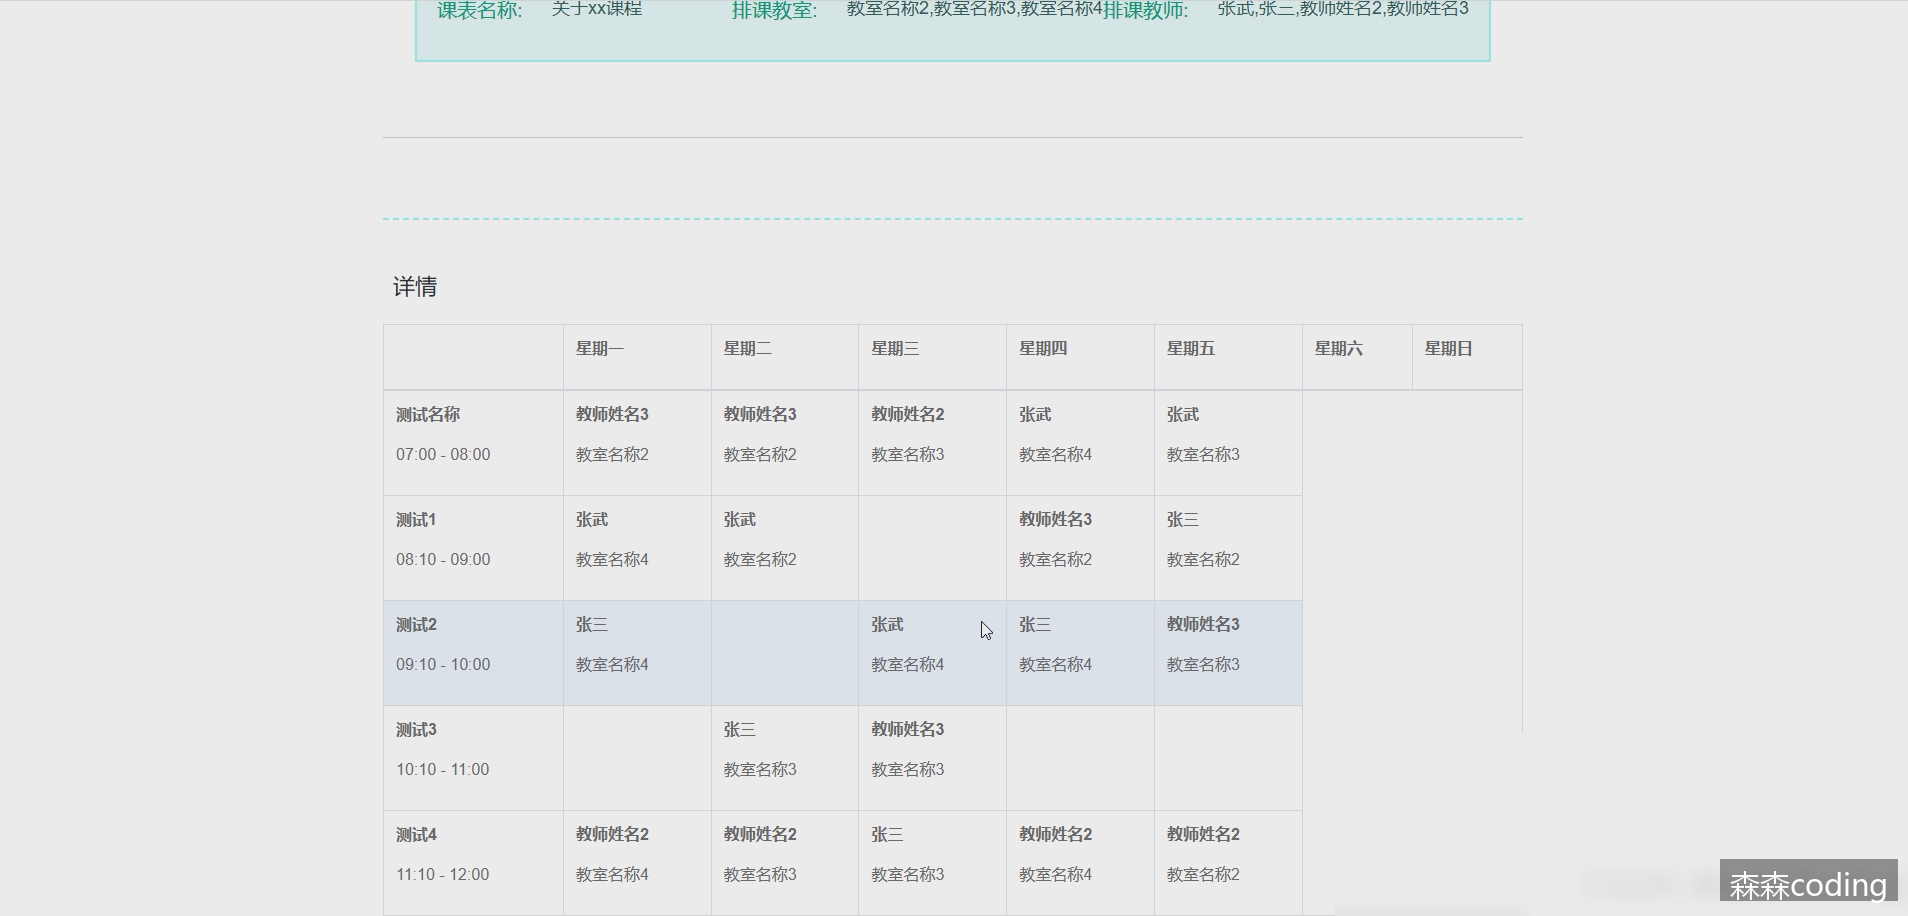 课表名称: 关于xx课程 排课教室: 教室名称2,教室名称3,教室名称4 排课教师: 张武,张三,教师姓名2,教师姓名3
详情
星期一 星期二 星期三 星期四 星期五 星期六 星期日
测试名称 教师姓名3 教师姓名3 教师姓名2 张武 张武
07:00 - 08:00 教室名称2 教室名称2 教室名称3 教室名称4 教室名称3
测试1 张武 张武 教师姓名3 张三
08:10 - 09:00 教室名称4 教室名称2 教室名称2 教室名称2
测试2 张三 张武 张三 教师姓名3
09:10 - 10:00 教室名称4 教室名称4 教室名称4 教室名称3
测试3 张三 教师姓名3
10:10 - 11:00 教室名称3 教室名称3
测试4 教师姓名2 教师姓名2 张三 教师姓名2 教师姓名2
11:10 - 12:00 教室名称4 教室名称3 教室名称3 教室名称4 教室名称2
森森coding